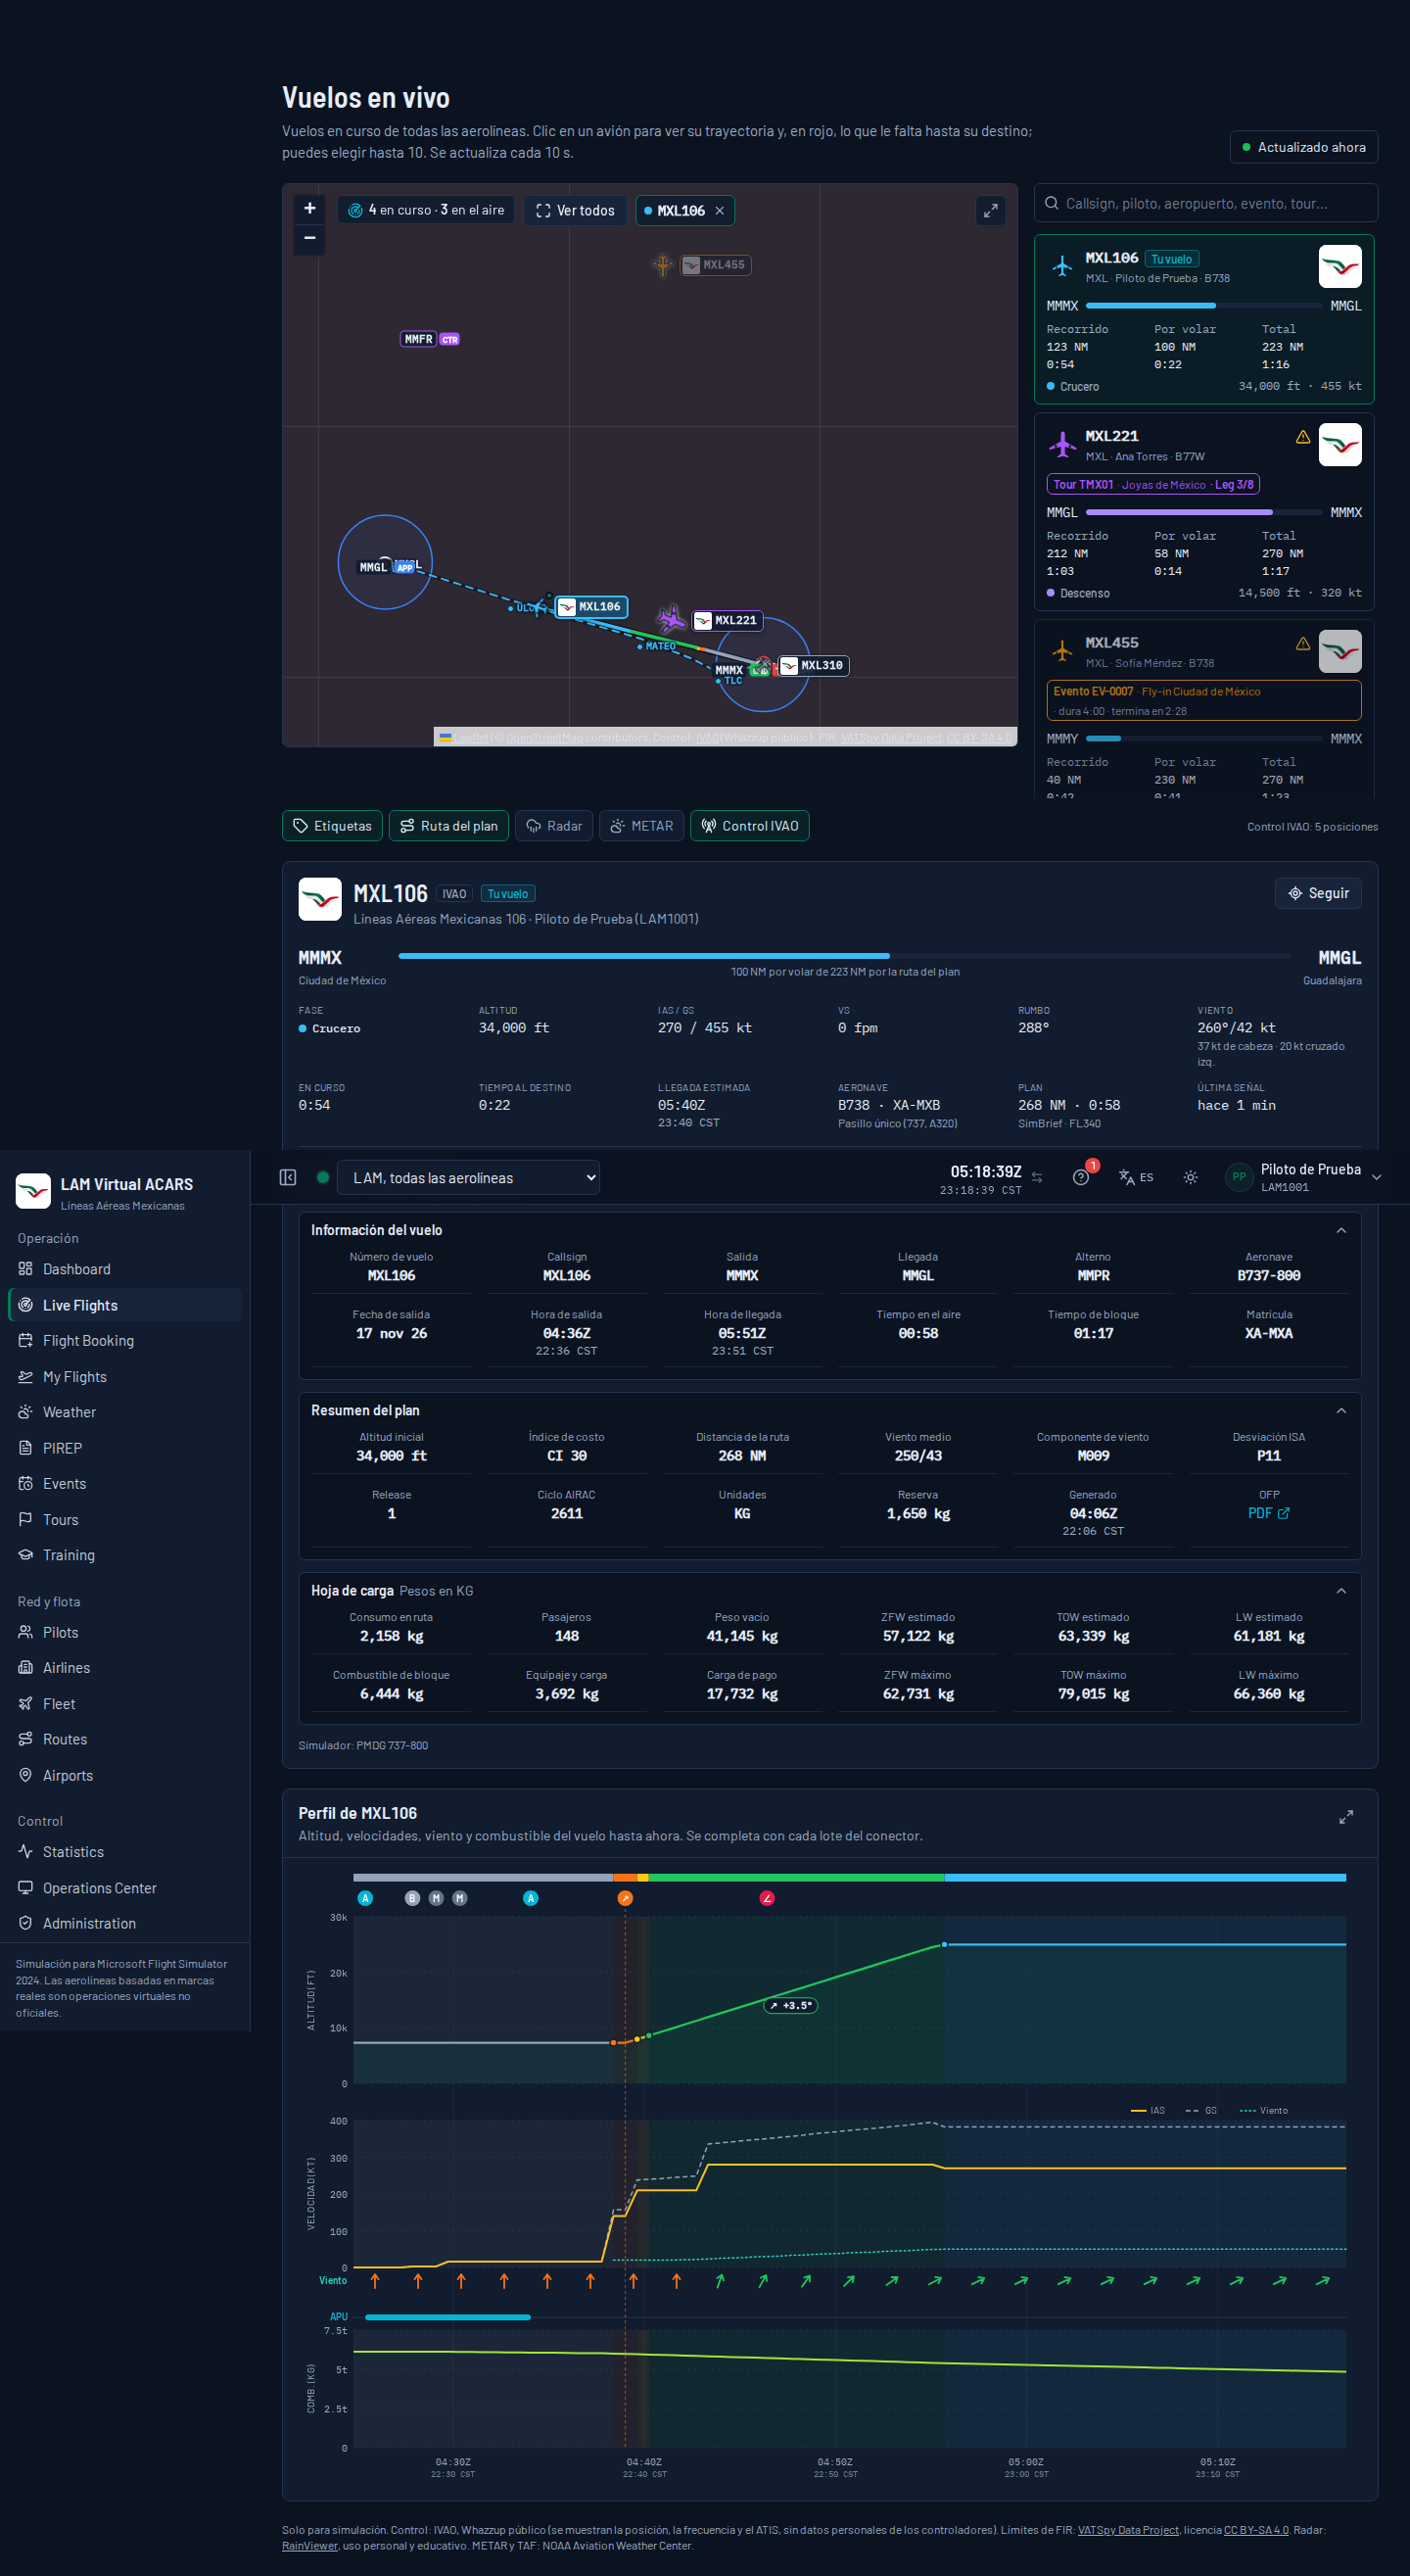 Vuelos en vivo
Vuelos en curso de todas las aerolíneas. Clic en un avión para ver su trayectoria y, en rojo, lo que le falta hasta su destino;
puedes elegir hasta 10. Se actualiza cada 10 s.
Actualizado ahora
+
−
4 en curso · 3 en el aire
Ver todos
MXL106 ×
MXL455
MMFR CTR
MMGL APP
MXL106
MXL221
MATEO
MMMX
MXL310
TLC
Leaflet | © OpenStreetMap contributors, Control: IVAO (Whazzup público) · FIR: VATSpy Data Project, CC BY-SA 4.0
Callsign, piloto, aeropuerto, evento, tour...
MXL106 Tu vuelo
MXL · Piloto de Prueba · B738
MMMX MMGL
Recorrido Por volar Total
123 NM 100 NM 223 NM
0:54 0:22 1:16
Crucero 34,000 ft · 455 kt
MXL221
MXL · Ana Torres · B77W
Tour TMX01 · Joyas de México · Leg 3/8
MMGL MMMX
Recorrido Por volar Total
212 NM 58 NM 270 NM
1:03 0:14 1:17
Descenso 14,500 ft · 320 kt
MXL455
MXL · Sofía Méndez · B738
Evento EV-0007 · Fly-in Ciudad de México
· dura 4:00 · termina en 2:28
MMMY MMMX
Recorrido Por volar Total
40 NM 230 NM 270 NM
0:42 0:41 1:23
Etiquetas
Ruta del plan
Radar
METAR
Control IVAO
Control IVAO: 5 posiciones
MXL106 IVAO Tu vuelo
Líneas Aéreas Mexicanas 106 · Piloto de Prueba (LAM1001)
Seguir
MMMX MMGL
Ciudad de México 100 NM por volar de 223 NM por la ruta del plan Guadalajara
FASE ALTITUD IAS / GS VS RUMBO VIENTO
Crucero 34,000 ft 270 / 455 kt 0 fpm 288° 260°/42 kt
37 kt de cabeza · 20 kt cruzado
izq.
EN CURSO TIEMPO AL DESTINO LLEGADA ESTIMADA AERONAVE PLAN ÚLTIMA SEÑAL
0:54 0:22 05:40Z B738 · XA-MXB 268 NM · 0:58 hace 1 min
23:40 CST Pasillo único (737, A320) SimBrief · FL340
LAM Virtual ACARS
Líneas Aéreas Mexicanas
LAM, todas las aerolíneas
05:18:39Z
23:18:39 CST
1
ES
PP
Piloto de Prueba
LAM1001
Operación
Dashboard
Live Flights
Flight Booking
My Flights
Weather
PIREP
Events
Tours
Training
Red y flota
Pilots
Airlines
Fleet
Routes
Airports
Control
Statistics
Operations Center
Administration
Simulación para Microsoft Flight Simulator
2024. Las aerolíneas basadas en marcas
reales son operaciones virtuales no
oficiales.
Información del vuelo
Número de vuelo Callsign Salida Llegada Alterno Aeronave
MXL106 MXL106 MMMX MMGL MMPR B737-800
Fecha de salida Hora de salida Hora de llegada Tiempo en el aire Tiempo de bloque Matrícula
17 nov 26 04:36Z 05:51Z 00:58 01:17 XA-MXA
22:36 CST 23:51 CST
Resumen del plan
Altitud inicial Índice de costo Distancia de la ruta Viento medio Componente de viento Desviación ISA
34,000 ft CI 30 268 NM 250/43 M009 P11
Release Ciclo AIRAC Unidades Reserva Generado OFP
1 2611 KG 1,650 kg 04:06Z PDF
22:06 CST
Hoja de carga Pesos en KG
Consumo en ruta Pasajeros Peso vacío ZFW estimado TOW estimado LW estimado
2,158 kg 148 41,145 kg 57,122 kg 63,339 kg 61,181 kg
Combustible de bloque Equipaje y carga Carga de pago ZFW máximo TOW máximo LW máximo
6,444 kg 3,692 kg 17,732 kg 62,731 kg 79,015 kg 66,360 kg
Simulador: PMDG 737-800
Perfil de MXL106
Altitud, velocidades, viento y combustible del vuelo hasta ahora. Se completa con cada lote del conector.
A B M M A
ALTITUD (FT)
30k
20k
10k
0
↗ +3.5°
IAS GS Viento
VELOCIDAD (KT)
400
300
200
100
0
Viento
APU
COMB. (KG)
7.5t
5t
2.5t
0
04:30Z 04:40Z 04:50Z 05:00Z 05:10Z
22:30 CST 22:40 CST 22:50 CST 23:00 CST 23:10 CST
Solo para simulación. Control: IVAO, Whazzup público (se muestran la posición, la frecuencia y el ATIS, sin datos personales de los controladores). Límites de FIR: VATSpy Data Project, licencia CC BY-SA 4.0. Radar:
RainViewer, uso personal y educativo. METAR y TAF: NOAA Aviation Weather Center.